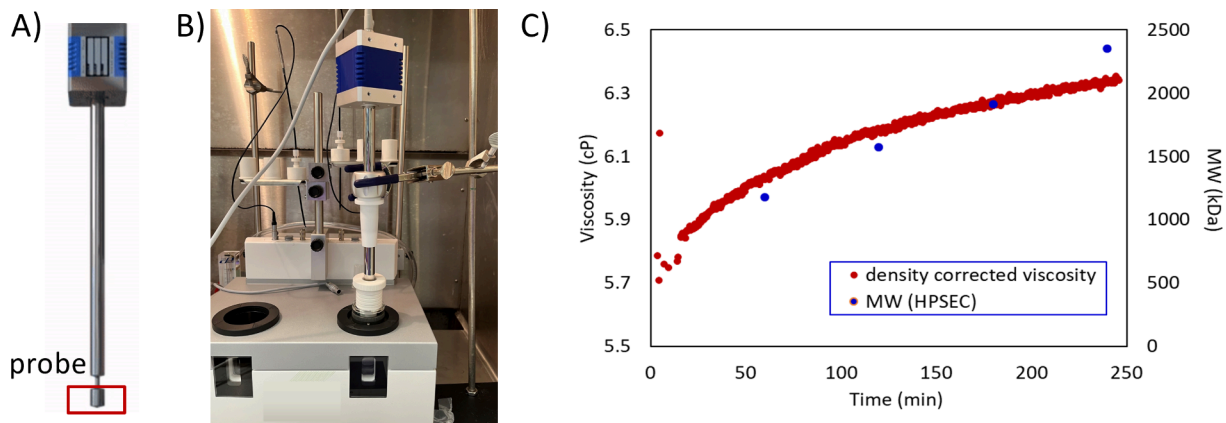 A)
probe
B)
C)
Viscosity (cP)
6.5
6.3
6.1
5.9
5.7
5.5
2500
2000
1500
1000
500
0
MW (kDa)
density corrected viscosity
MW (HPSEC)
0 50 100 150 200 250
Time (min)